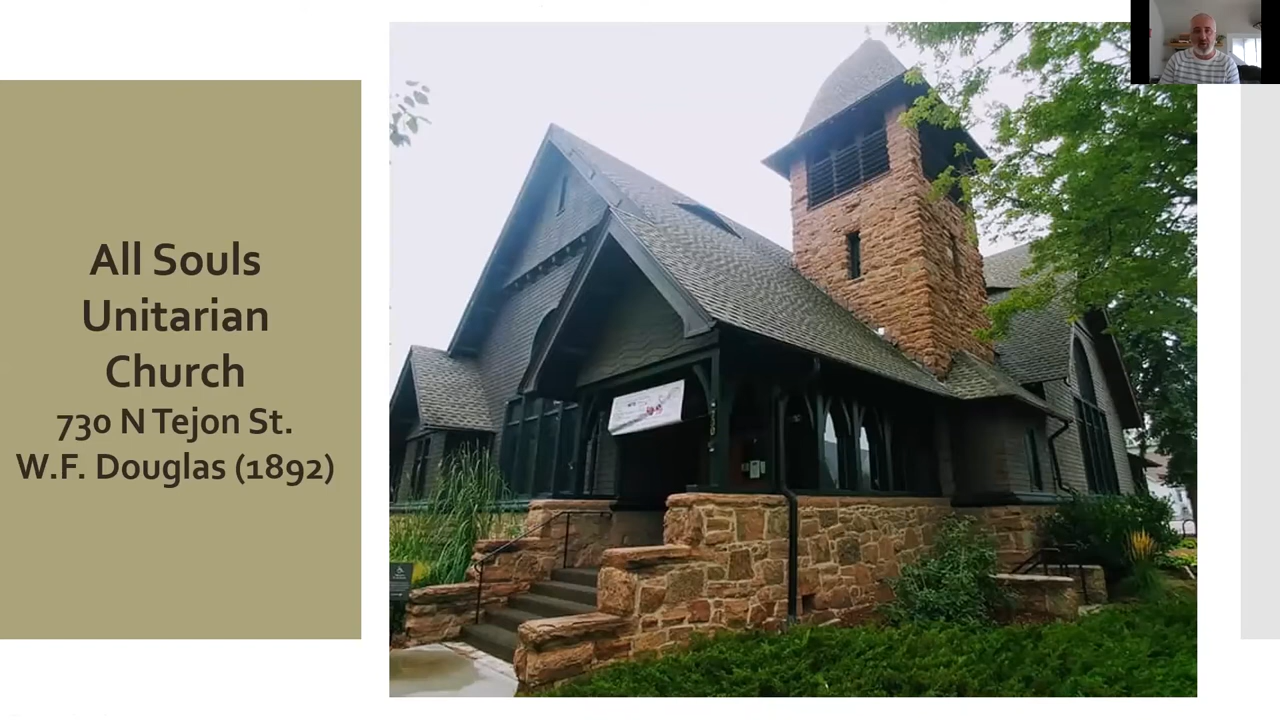 All Souls
Unitarian
Church
730 N Tejon St.
W.F. Douglas (1892)